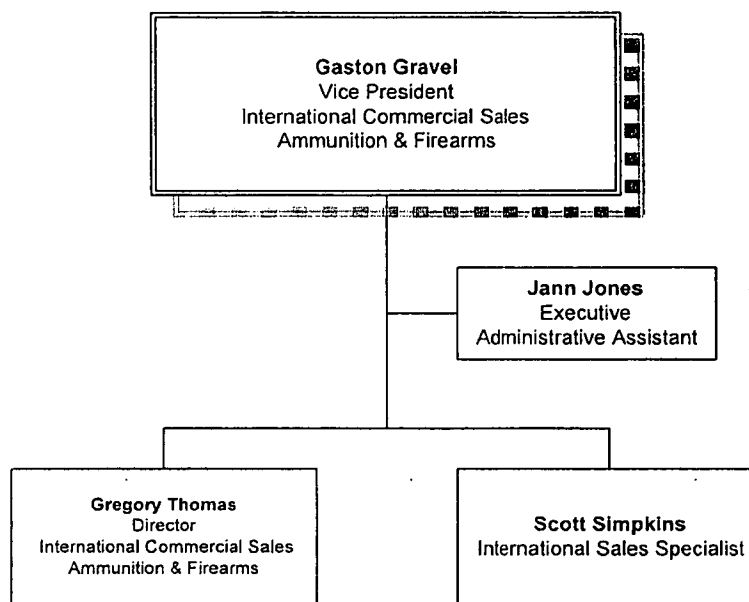 Gaston Gravel
Vice President
International Commercial Sales
Ammunition & Firearms
Jann Jones
Executive
Administrative Assistant
Gregory Thomas
Director
International Commercial Sales
Ammunition & Firearms
Scott Simpkins
International Sales Specialist